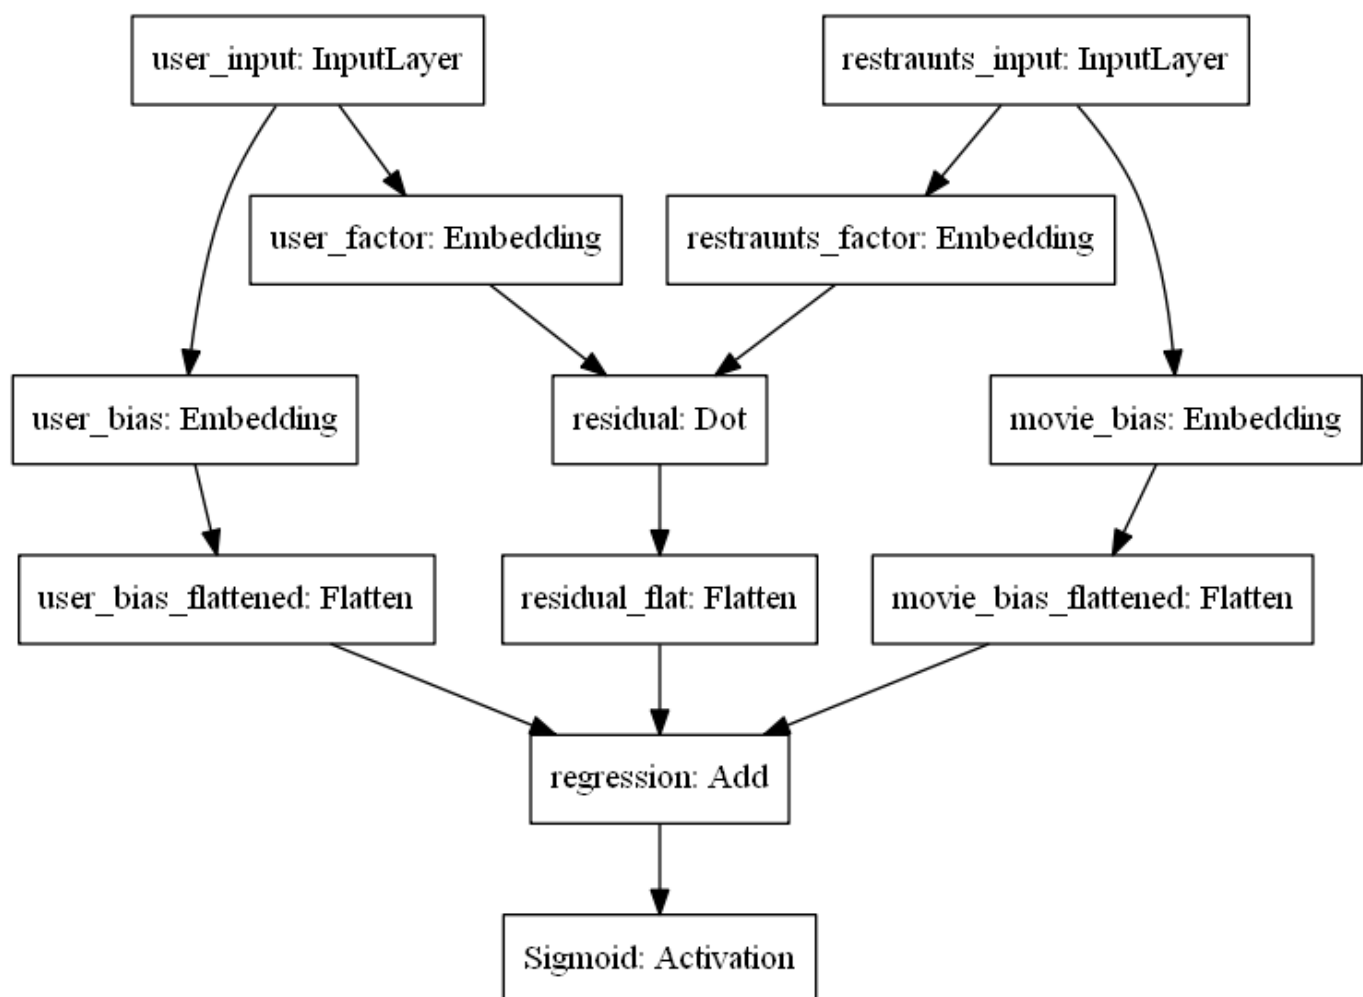 user_input: InputLayer
restraunts_input: InputLayer
user_factor: Embedding
restraunts_factor: Embedding
user_bias: Embedding
residual: Dot
movie_bias: Embedding
user_bias_flattened: Flatten
residual_flat: Flatten
movie_bias_flattened: Flatten
regression: Add
Sigmoid: Activation